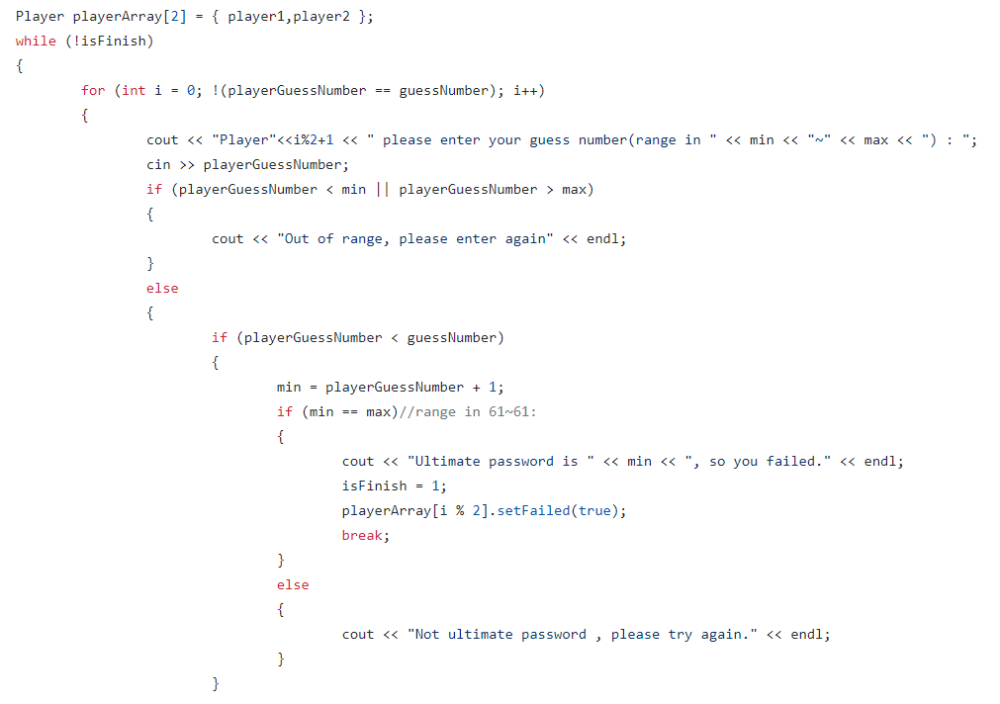 Player playerArray[2] = { player1,player2 };
while (!isFinish)
{
for (int i = 0; !(playerGuessNumber == guessNumber); i++)
{
cout << "Player"<<i%2+1 << " please enter your guess number(range in " << min << "~" << max << ") : ";
cin >> playerGuessNumber;
if (playerGuessNumber < min || playerGuessNumber > max)
{
cout << "Out of range, please enter again" << endl;
}
else
{
if (playerGuessNumber < guessNumber)
{
min = playerGuessNumber + 1;
if (min == max)//range in 61~61:
{
cout << "Ultimate password is " << min << ", so you failed." << endl;
isFinish = 1;
playerArray[i % 2].setFailed(true);
break;
}
else
{
cout << "Not ultimate password , please try again." << endl;
}
}